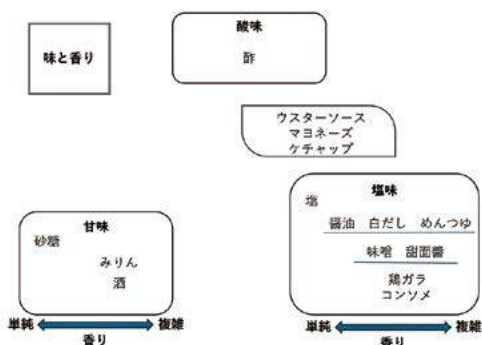 味と香り
酸味
酢
ウスターソース
マヨネーズ
ケチャップ
甘味
砂糖
みりん
酒
単純 複雑
香り
塩味
塩
醤油 白だし めんつゆ
味噌 甜面醬
鶏ガラ
コンソメ
単純 複雑
香り